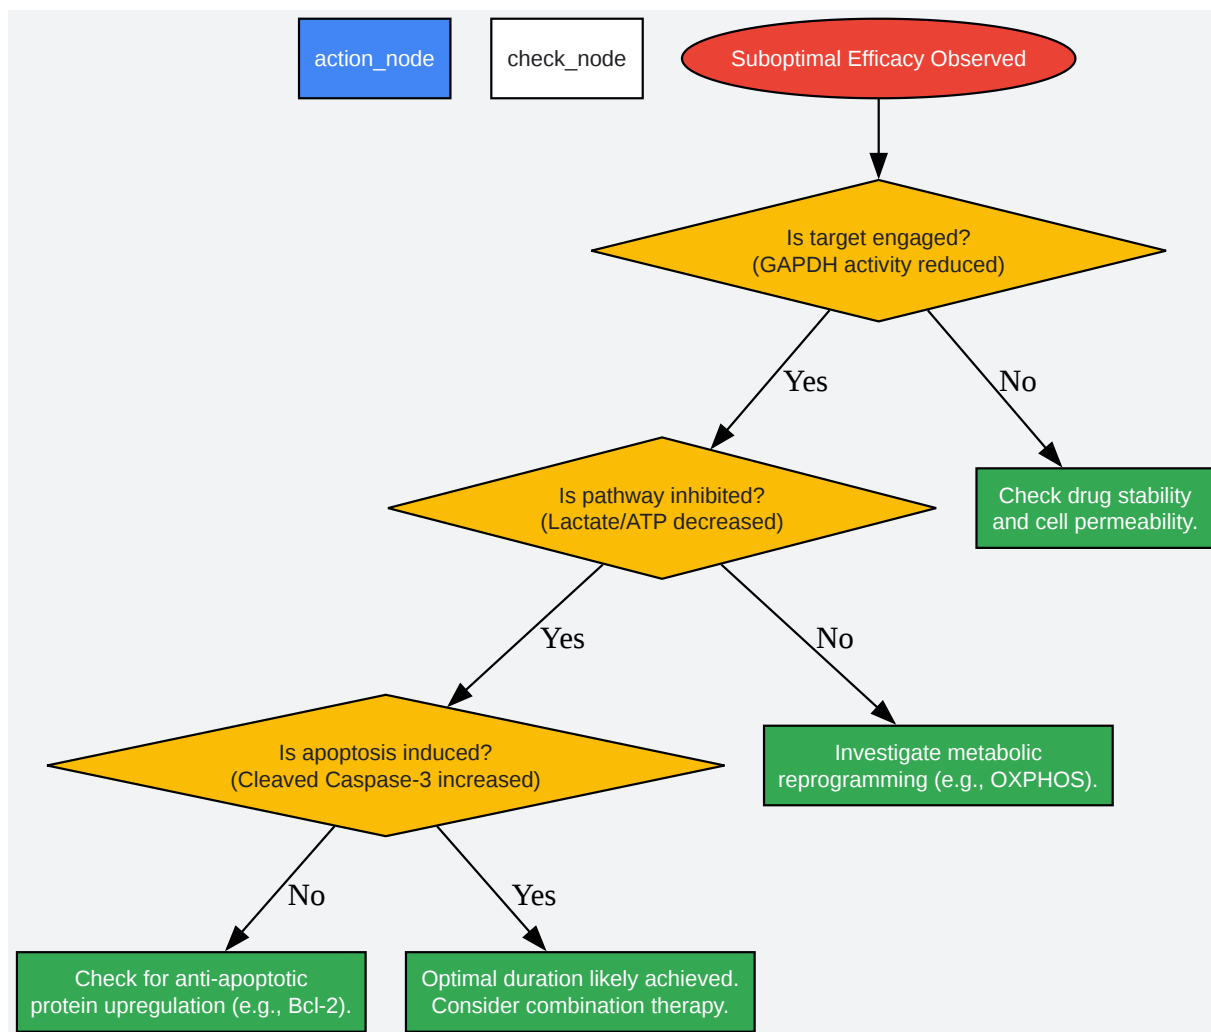 action_node
check_node
Suboptimal Efficacy Observed
Is target engaged?
(GAPDH activity reduced)
Yes
No
Is pathway inhibited?
(Lactate/ATP decreased)
Check drug stability
and cell permeability.
Yes
No
Is apoptosis induced?
(Cleaved Caspase-3 increased)
Investigate metabolic
reprogramming (e.g., OXPHOS).
No
Yes
Check for anti-apoptotic
protein upregulation (e.g., Bcl-2).
Optimal duration likely achieved.
Consider combination therapy.